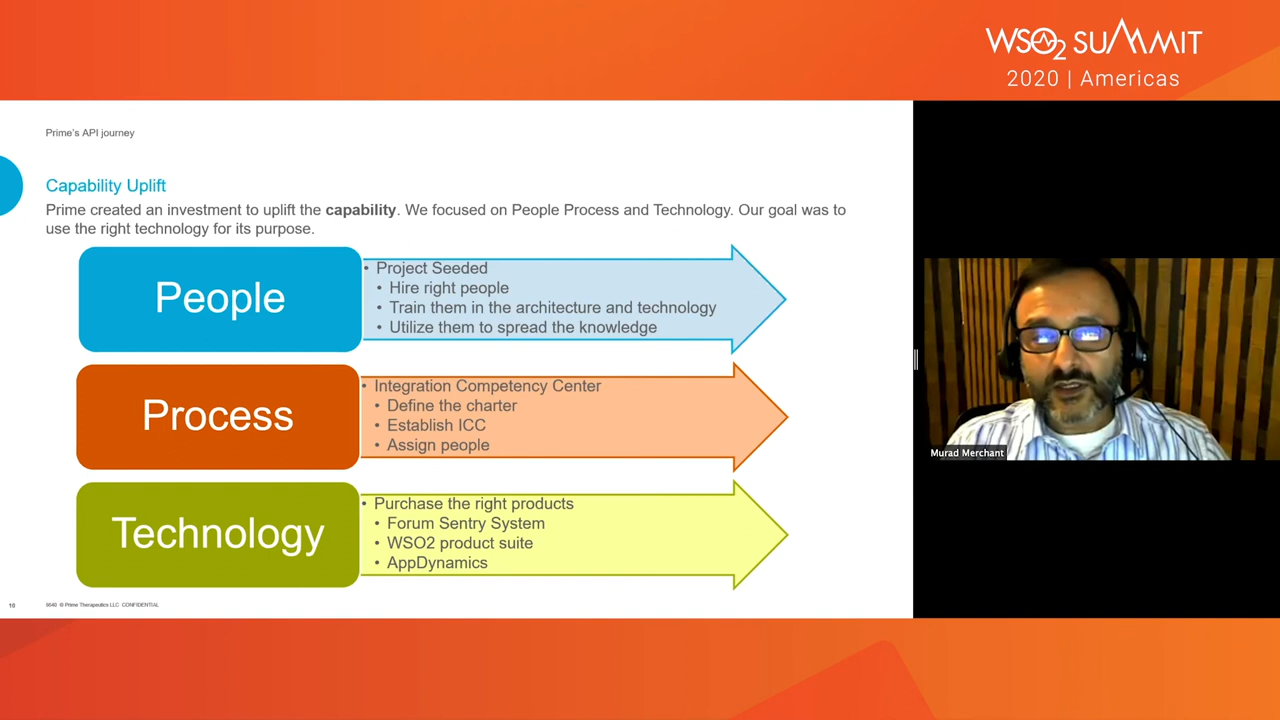 WSO2 SUMMIT
2020 | Americas
Prime's API journey
Capability Uplift
Prime created an investment to uplift the capability. We focused on People Process and Technology. Our goal was to
use the right technology for its purpose.
People
• Project Seeded
• Hire right people
• Train them in the architecture and technology
• Utilize them to spread the knowledge
Process
• Integration Competency Center
• Define the charter
• Establish ICC
• Assign people
Technology
• Purchase the right products
• Forum Sentry System
• WSO2 product suite
• AppDynamics
Murad Merchant
© Prime Therapeutics LLC CONFIDENTIAL